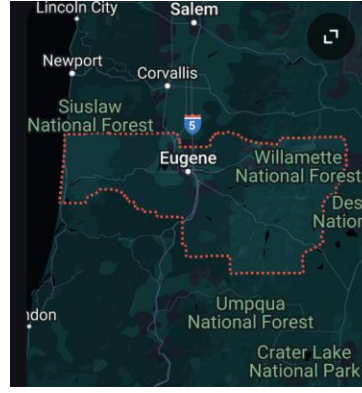 Lincoln City
Salem
Newport
Corvallis
Siuslaw
National Forest
5
Eugene
Willamette
National Forest
Des
Natio
Umpqua
National Forest
ndon
Crater Lake
National Park